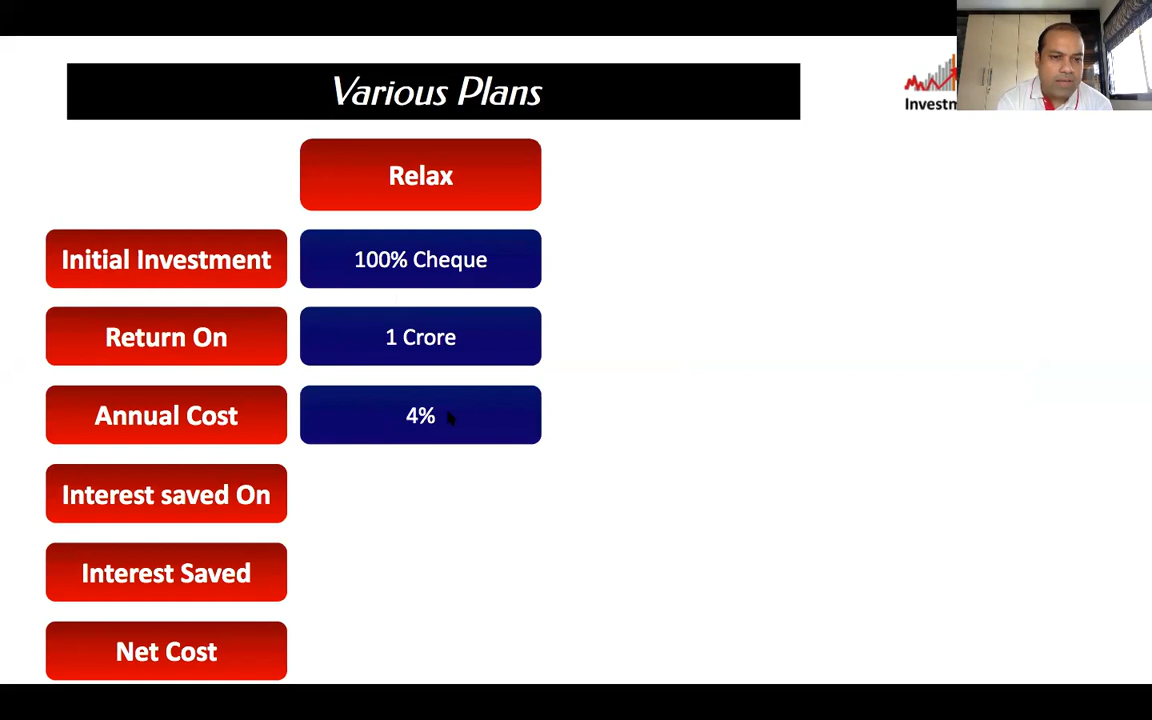 Various Plans
Relax
Initial Investment
100% Cheque
Return On
1 Crore
Annual Cost
4%
Interest saved On
Interest Saved
Net Cost